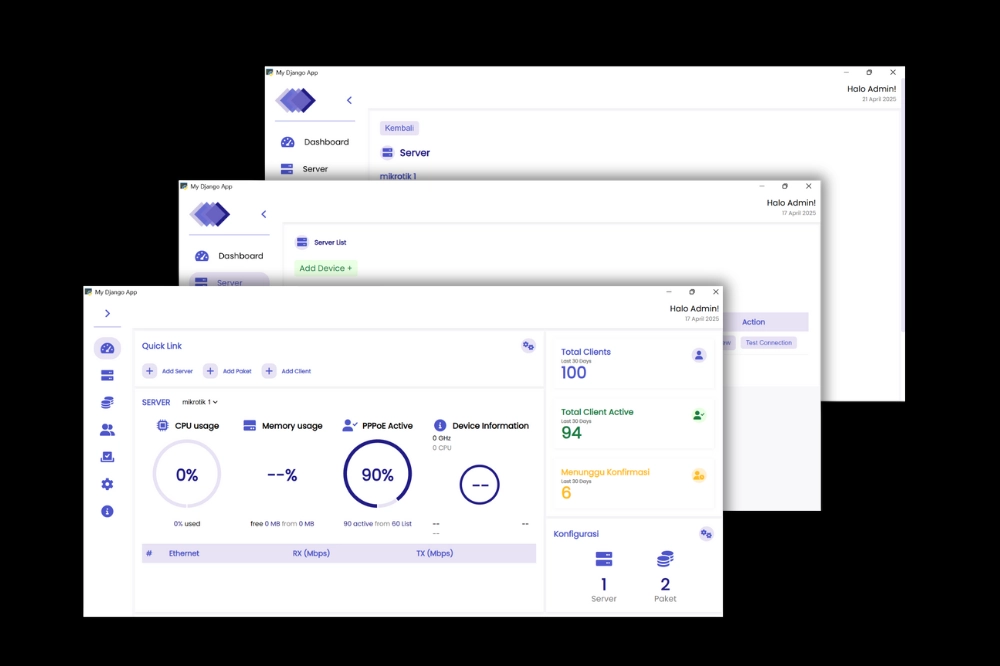 My Django App
Halo Admin!
21 April 2025
Dashboard
Server
Kembali
Server
mikrotik 1
My Django App
Halo Admin!
17 April 2025
Dashboard
Server
Server List
Add Device +
Action
Test Connection
My Django App
Halo Admin!
17 April 2025
Quick Link
+ Add Server + Add Paket + Add Client
SERVER mikrotik 1
CPU usage Memory usage PPPoE Active Device Information
0 GHz
0 CPU
0% --% 90% --
0% used free 0 MB from 0 MB 90 active from 60 List -- --
--
# Ethernet RX (Mbps) TX (Mbps)
Total Clients
Last 30 Days
100
Total Client Active
Last 30 Days
94
Menunggu Konfirmasi
Last 30 Days
6
Konfigurasi
1 2
Server Paket